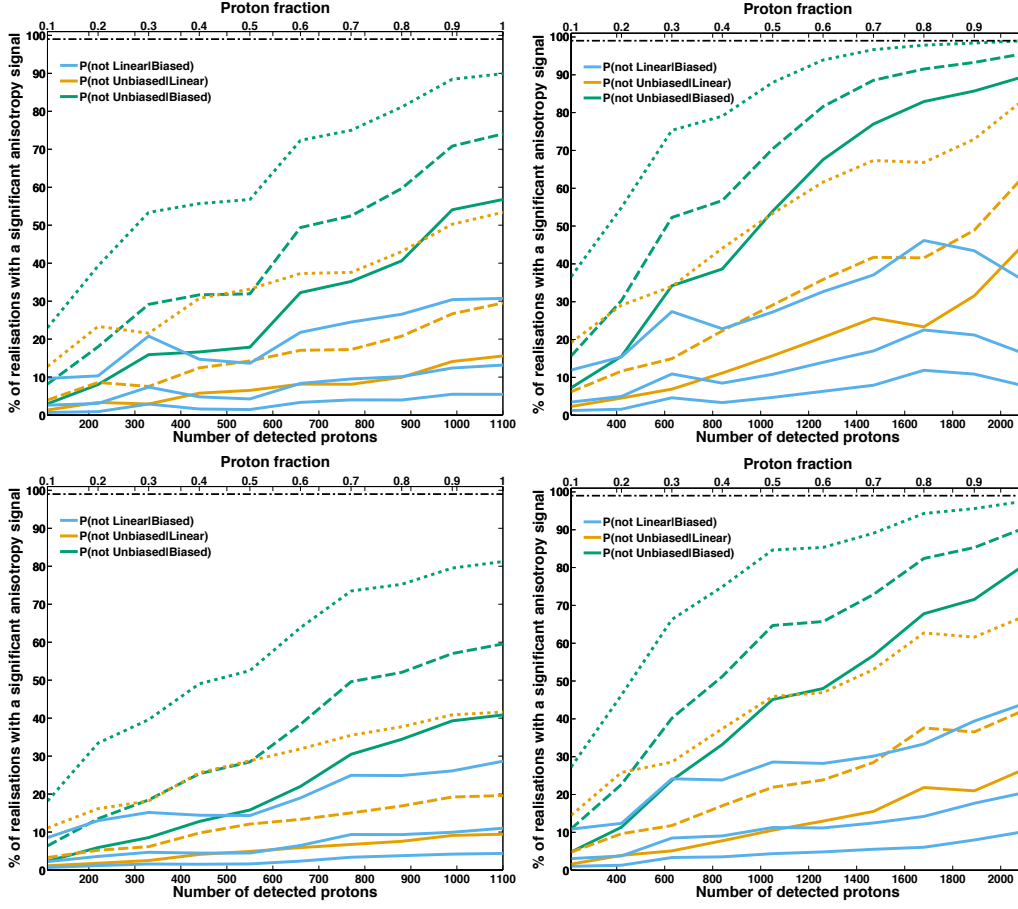 Proton fraction
0.1 0.2 0.3 0.4 0.5 0.6 0.7 0.8 0.9 1
% of realisations with a significant anisotropy signal
100
90
80
70
60
50
40
30
20
10
0
P(not Linear|Biased)
P(not Unbiased|Linear)
P(not Unbiased|Biased)
200 300 400 500 600 700 800 900 1000 1100
Number of detected protons
Proton fraction
0.1 0.2 0.3 0.4 0.5 0.6 0.7 0.8 0.9
% of realisations with a significant anisotropy signal
100
90
80
70
60
50
40
30
20
10
0
P(not Linear|Biased)
P(not Unbiased|Linear)
P(not Unbiased|Biased)
400 600 800 1000 1200 1400 1600 1800 2000
Number of detected protons
Proton fraction
0.1 0.2 0.3 0.4 0.5 0.6 0.7 0.8 0.9 1
% of realisations with a significant anisotropy signal
100
90
80
70
60
50
40
30
20
10
0
P(not Linear|Biased)
P(not Unbiased|Linear)
P(not Unbiased|Biased)
200 300 400 500 600 700 800 900 1000 1100
Number of detected protons
Proton fraction
0.1 0.2 0.3 0.4 0.5 0.6 0.7 0.8 0.9
% of realisations with a significant anisotropy signal
100
90
80
70
60
50
40
30
20
10
0
P(not Linear|Biased)
P(not Unbiased|Linear)
P(not Unbiased|Biased)
400 600 800 1000 1200 1400 1600 1800 2000
Number of detected protons